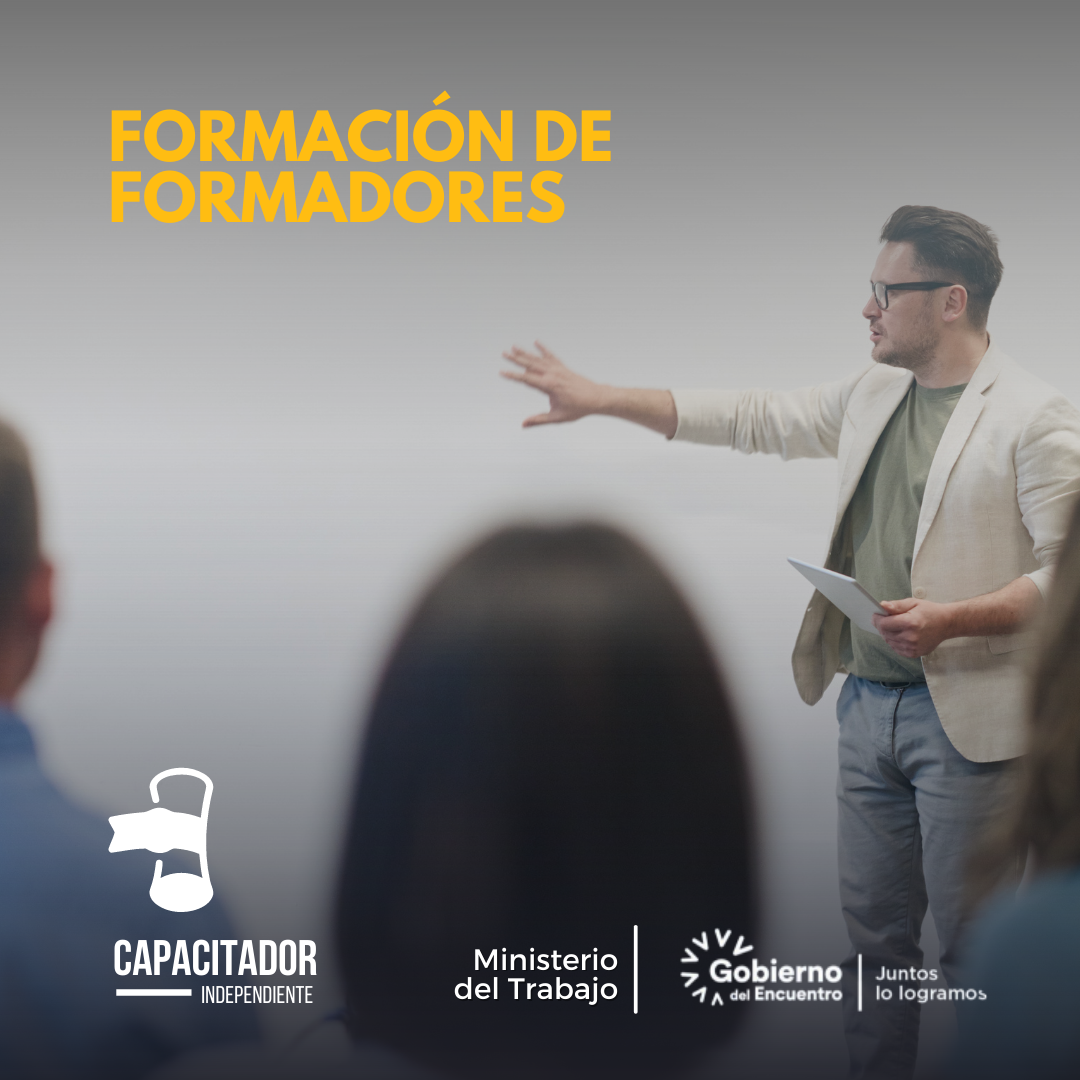 FORMACIÓN DE
FORMADORES
CAPACITADOR
INDEPENDIENTE
Ministerio
del Trabajo
Gobierno
del Encuentro
Juntos
lo logramos